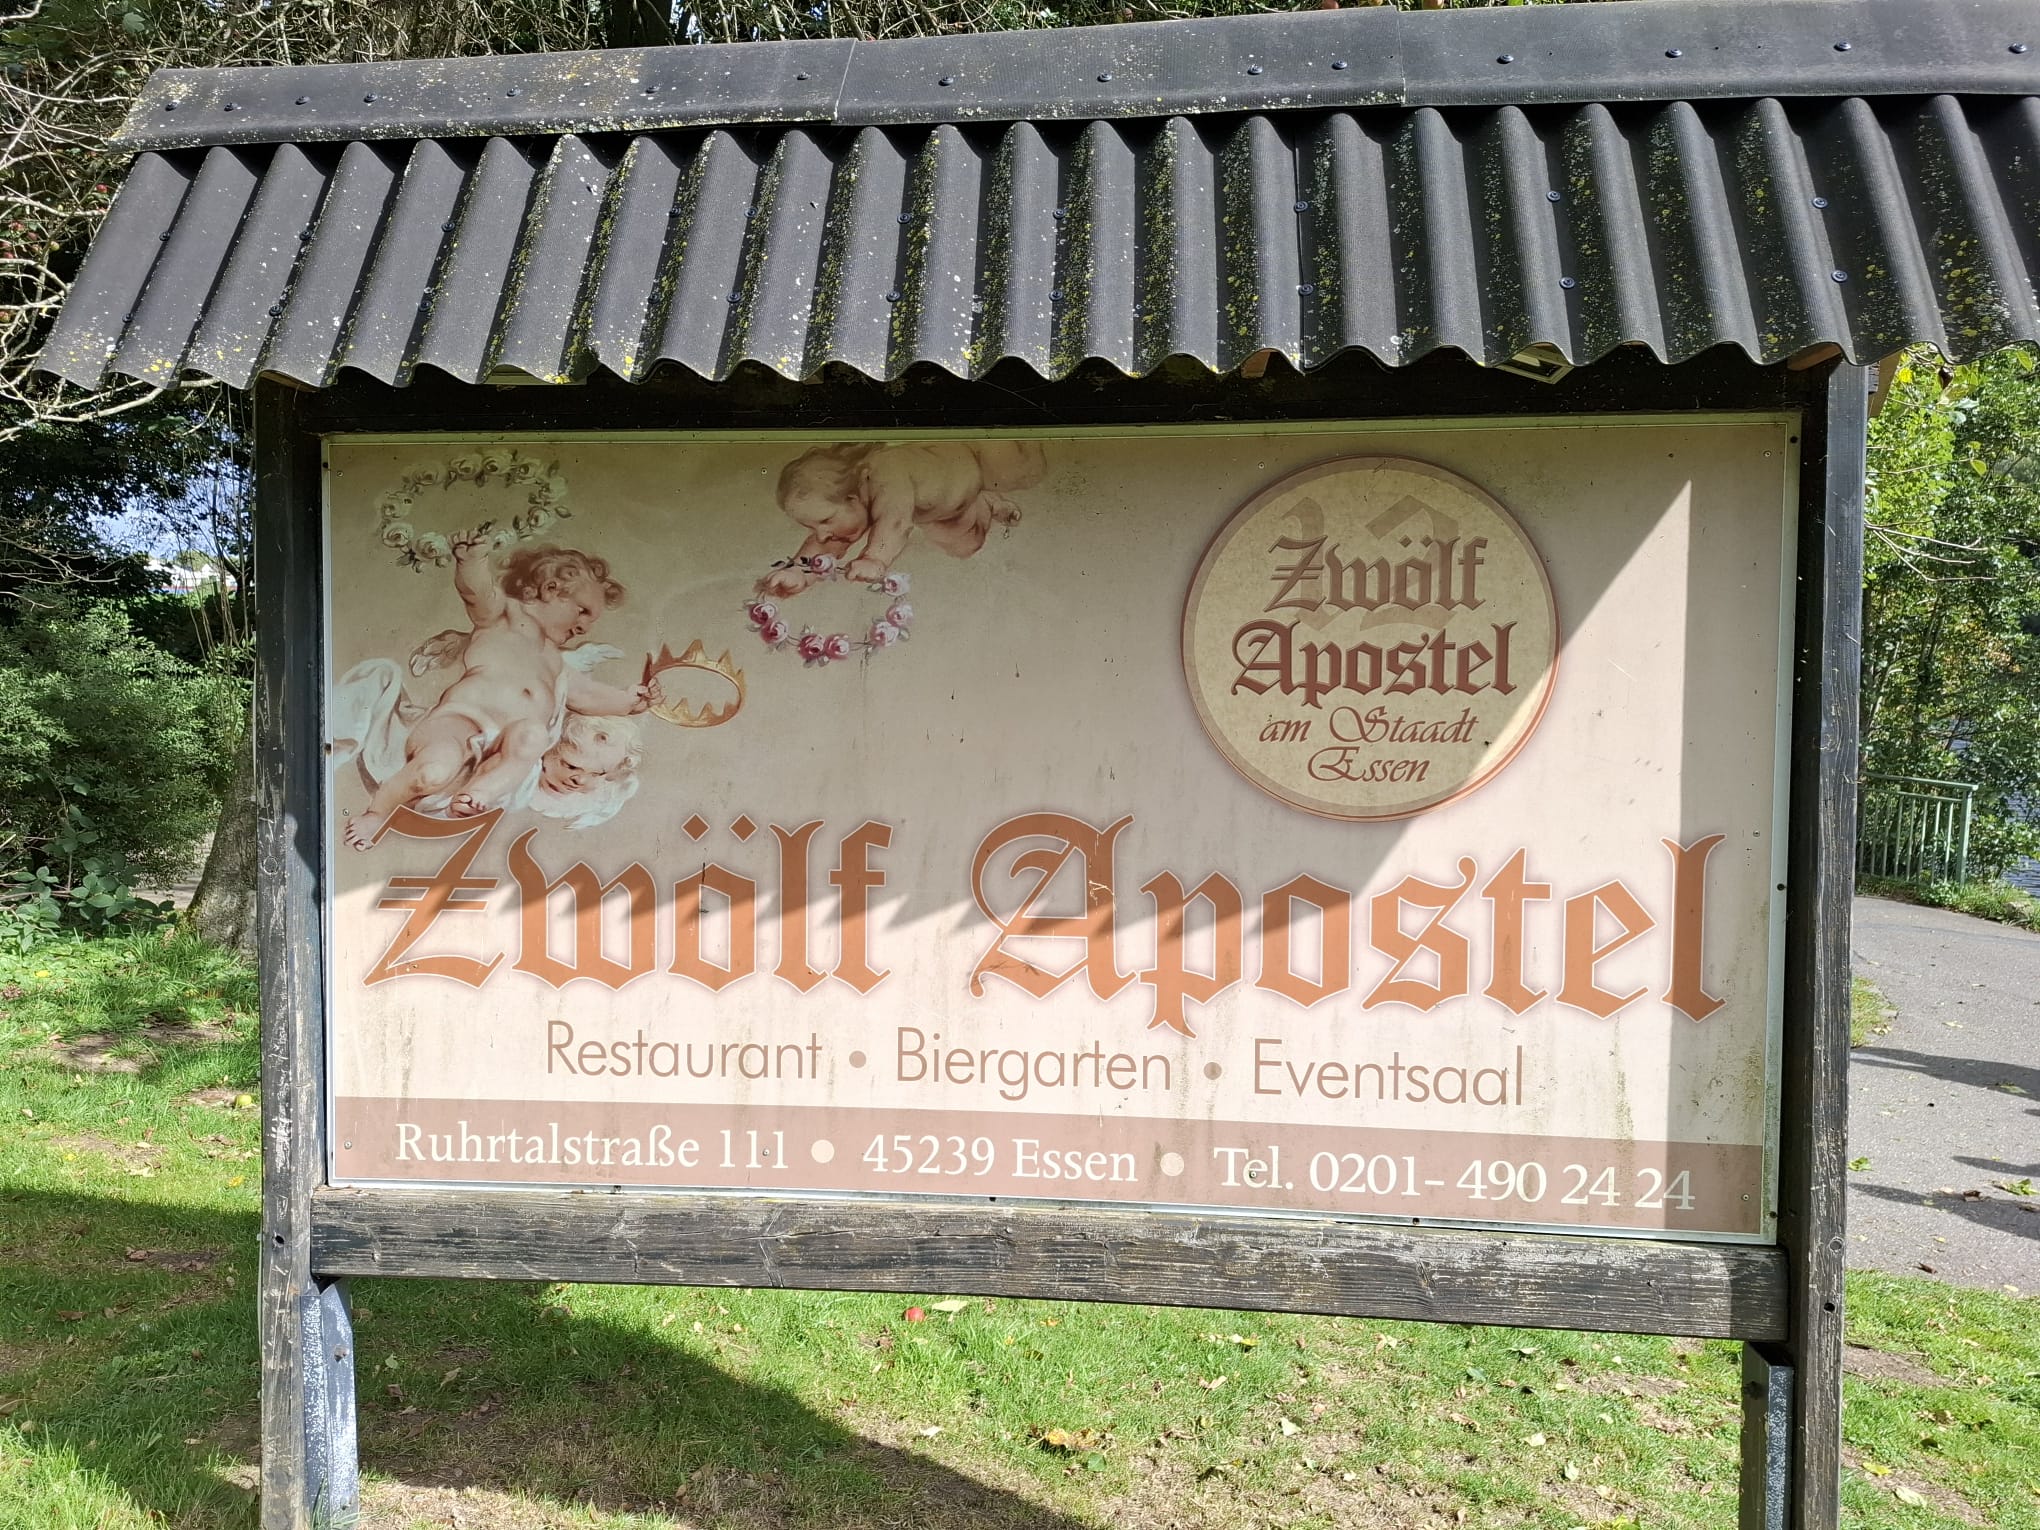 12
Zwölf
Apostel
am Staadt
Essen
Zwölf Apostel
Restaurant • Biergarten • Eventsaal
Ruhrtalstraße 111 • 45239 Essen • Tel. 0201- 490 24 24